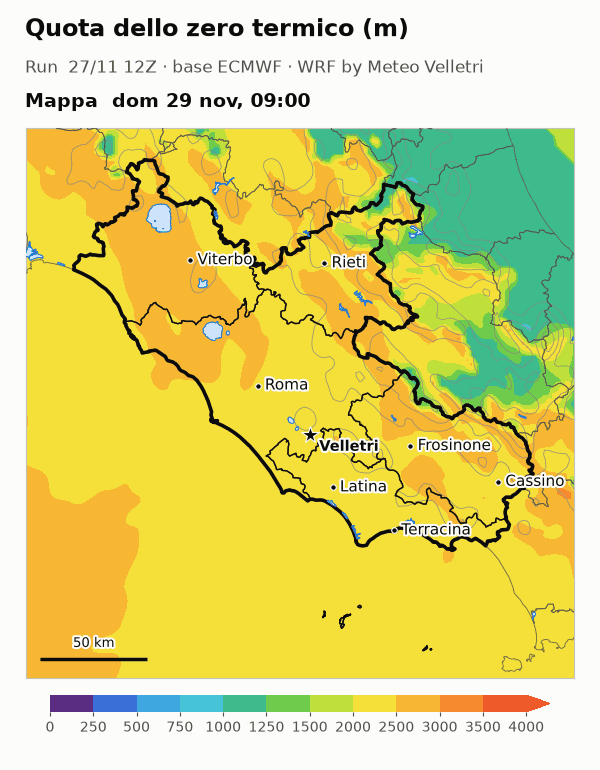 Quota dello zero termico (m)
Run  27/11 12Z · base ECMWF · WRF by Meteo Velletri
Mappa  dom 29 nov, 09:00
Viterbo
Rieti
Roma
Velletri
Frosinone
Cassino
Latina
Terracina
50 km
0 250 500 750 1000 1250 1500 2000 2500 3000 3500 4000